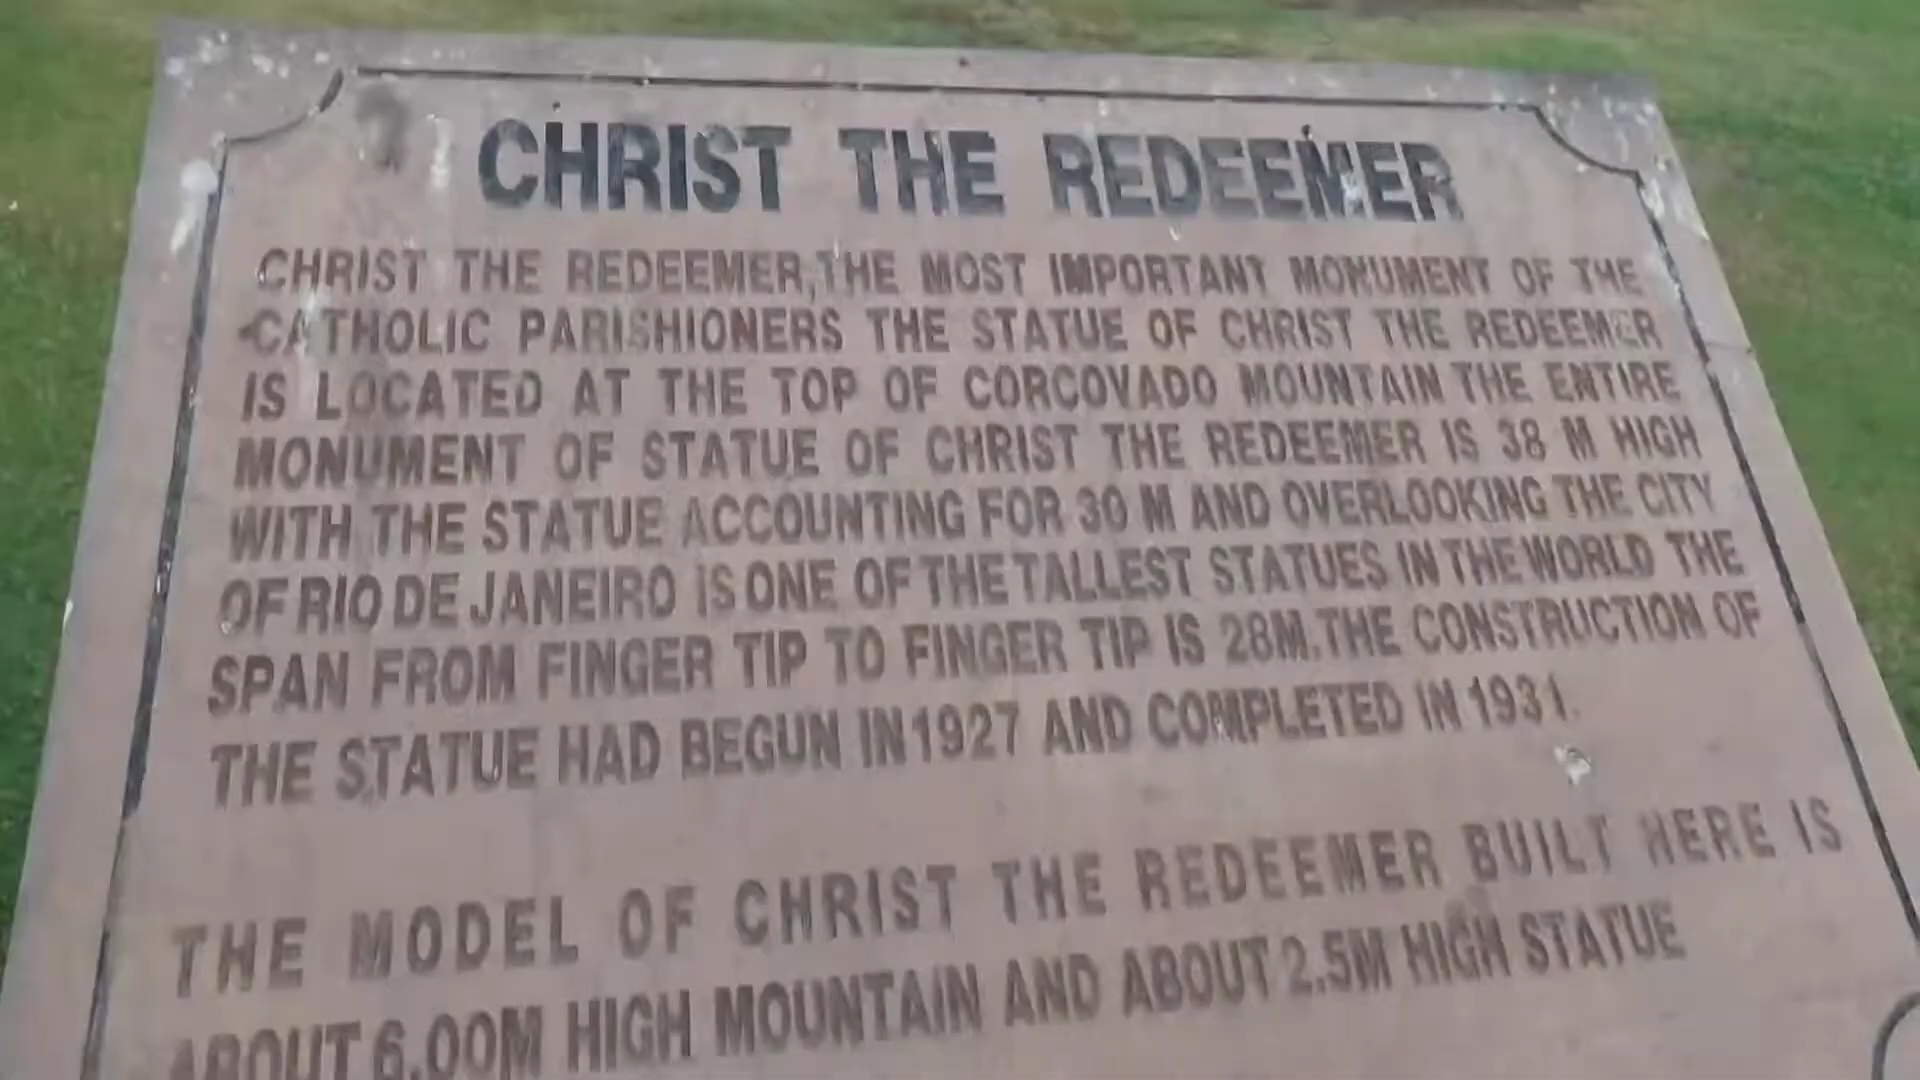 CHRIST THE REDEEMER
CHRIST THE REDEEMER,THE MOST IMPORTANT MONUMENT OF THE
CATHOLIC PARISHIONERS THE STATUE OF CHRIST THE REDEEMER
IS LOCATED AT THE TOP OF CORCOVADO MOUNTAIN THE ENTIRE
MONUMENT OF STATUE OF CHRIST THE REDEEMER IS 38 M HIGH
WITH THE STATUE ACCOUNTING FOR 30 M AND OVERLOOKING THE CITY
OF RIO DE JANEIRO IS ONE OF THE TALLEST STATUES IN THE WORLD THE
SPAN FROM FINGER TIP TO FINGER TIP IS 28M.THE CONSTRUCTION OF
THE STATUE HAD BEGUN IN 1927 AND COMPLETED IN 1931.
THE MODEL OF CHRIST THE REDEEMER BUILT HERE IS
ABOUT 6.00M HIGH MOUNTAIN AND ABOUT 2.5M HIGH STATUE